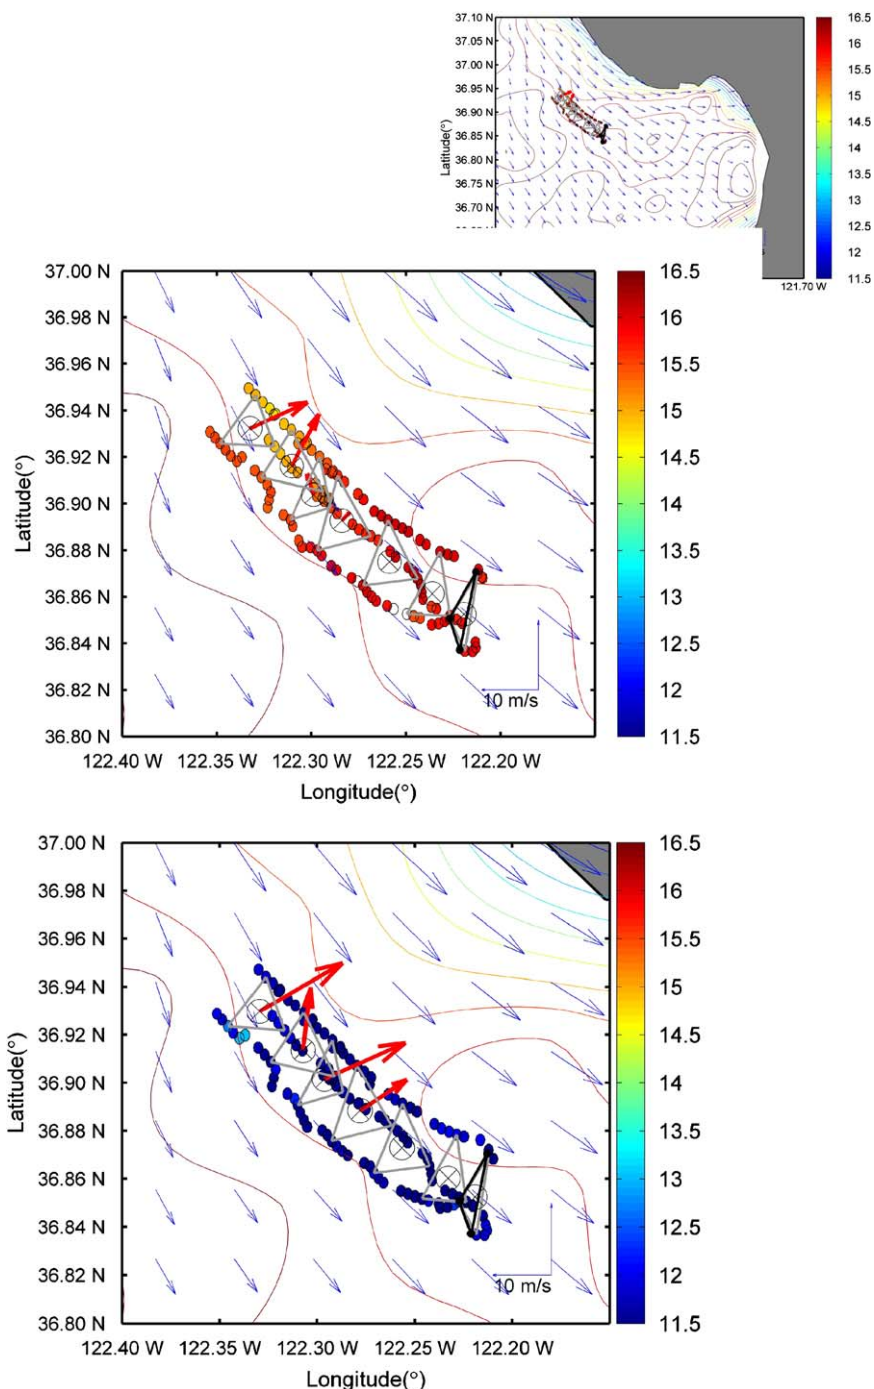 37.10 N
37.05 N
37.00 N
36.95 N
36.90 N
36.85 N
36.80 N
36.75 N
36.70 N
Latitude(°)
121.70 W
16.5
16
15.5
15
14.5
14
13.5
13
12.5
12
11.5
37.00 N
36.98 N
36.96 N
36.94 N
36.92 N
36.90 N
36.88 N
36.86 N
36.84 N
36.82 N
36.80 N
Latitude(°)
10 m/s
122.40 W 122.35 W 122.30 W 122.25 W 122.20 W
Longitude(°)
16.5
16
15.5
15
14.5
14
13.5
13
12.5
12
11.5
37.00 N
36.98 N
36.96 N
36.94 N
36.92 N
36.90 N
36.88 N
36.86 N
36.84 N
36.82 N
36.80 N
Latitude(°)
10 m/s
122.40 W 122.35 W 122.30 W 122.25 W 122.20 W
Longitude(°)
16.5
16
15.5
15
14.5
14
13.5
13
12.5
12
11.5